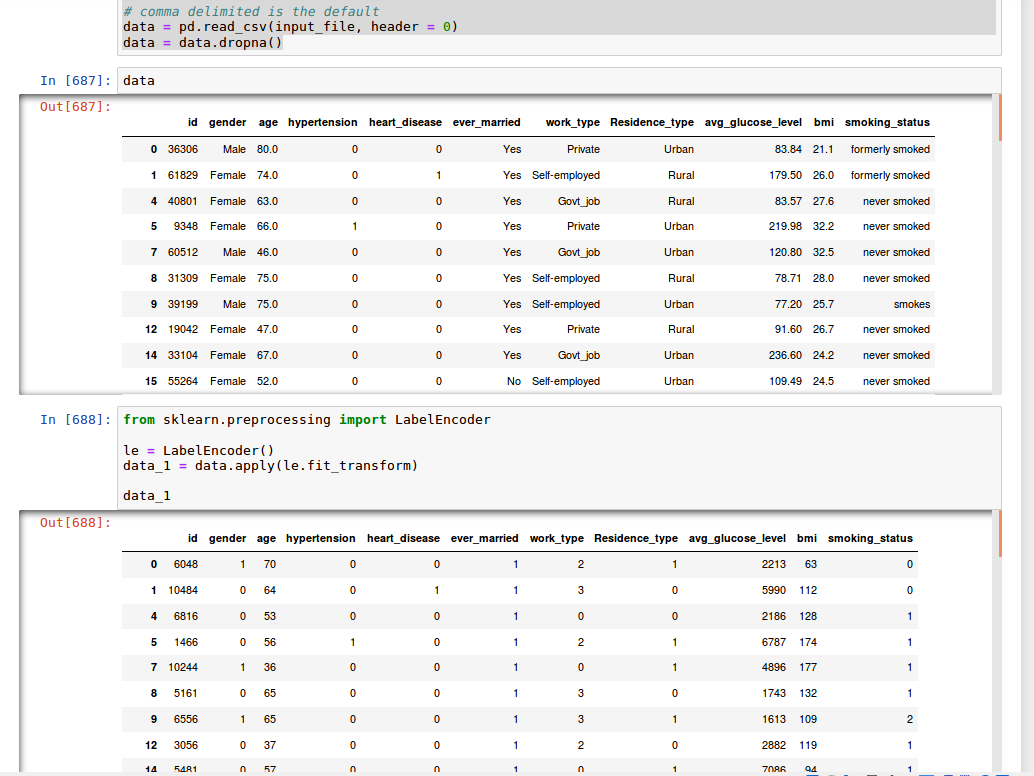 # comma delimited is the default
data = pd.read_csv(input_file, header = 0)
data = data.dropna()
In [687]: data
Out[687]:
id gender age hypertension heart_disease ever_married work_type Residence_type avg_glucose_level bmi smoking_status
0 36306 Male 80.0 0 0 Yes Private Urban 83.84 21.1 formerly smoked
1 61829 Female 74.0 0 1 Yes Self-employed Rural 179.50 26.0 formerly smoked
4 40801 Female 63.0 0 0 Yes Govt_job Rural 83.57 27.6 never smoked
5 9348 Female 66.0 1 0 Yes Private Urban 219.98 32.2 never smoked
7 60512 Male 46.0 0 0 Yes Govt_job Urban 120.80 32.5 never smoked
8 31309 Female 75.0 0 0 Yes Self-employed Rural 78.71 28.0 never smoked
9 39199 Male 75.0 0 0 Yes Self-employed Urban 77.20 25.7 smokes
12 19042 Female 47.0 0 0 Yes Private Rural 91.60 26.7 never smoked
14 33104 Female 67.0 0 0 Yes Govt_job Urban 236.60 24.2 never smoked
15 55264 Female 52.0 0 0 No Self-employed Urban 109.49 24.5 never smoked
In [688]: from sklearn.preprocessing import LabelEncoder
le = LabelEncoder()
data_1 = data.apply(le.fit_transform)
data_1
Out[688]:
id gender age hypertension heart_disease ever_married work_type Residence_type avg_glucose_level bmi smoking_status
0 6048 1 70 0 0 1 2 1 2213 63 0
1 10484 0 64 0 1 1 3 0 5990 112 0
4 6816 0 53 0 0 1 0 0 2186 128 1
5 1466 0 56 1 0 1 2 1 6787 174 1
7 10244 1 36 0 0 1 0 1 4896 177 1
8 5161 0 65 0 0 1 3 0 1743 132 1
9 6556 1 65 0 0 1 3 1 1613 109 2
12 3056 0 37 0 0 1 2 0 2882 119 1
14 5481 0 57 0 0 1 0 1 7086 94 1